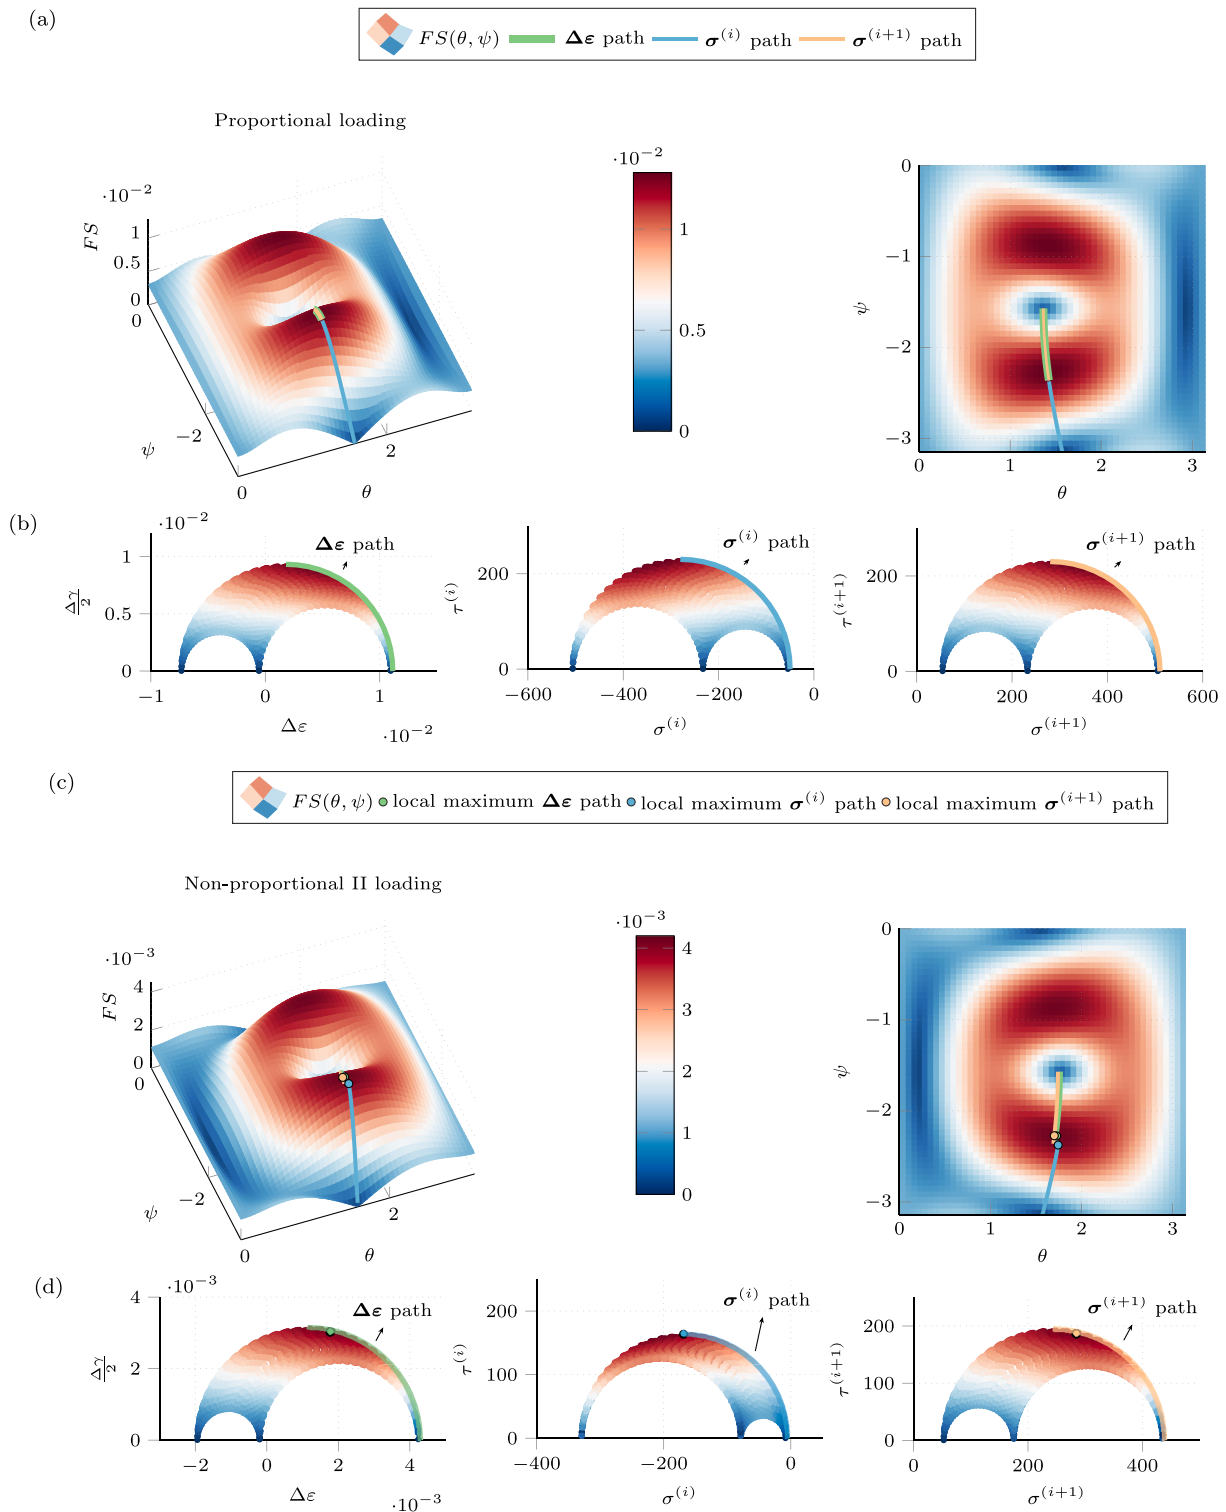 (a)
FS(θ, ψ) Δε path σ^(i) path σ^(i+1) path
Proportional loading
·10^−2
FS
1
0.5
0
0
−2
ψ
0
2
θ
·10^−2
1
0.5
0
0
−1
−2
−3
ψ
0 1 2 3
θ
(b)
·10^−2
1
0.5
0
Δγ/2
Δε path
−1 0 1
Δε
·10^−2
200
0
τ^(i)
σ^(i) path
−600 −400 −200 0
σ^(i)
200
0
τ^(i+1)
σ^(i+1) path
0 200 400 600
σ^(i+1)
(c)
FS(θ, ψ) local maximum Δε path local maximum σ^(i) path local maximum σ^(i+1) path
Non-proportional II loading
·10^−3
FS
4
2
0
0
−2
ψ
0
2
θ
·10^−3
4
3
2
1
0
0
−1
−2
−3
ψ
0 1 2 3
θ
(d)
·10^−3
4
2
0
Δγ/2
Δε path
−2 0 2 4
Δε
·10^−3
200
100
0
τ^(i)
σ^(i) path
−400 −200 0
σ^(i)
200
100
0
τ^(i+1)
σ^(i+1) path
0 200 400
σ^(i+1)